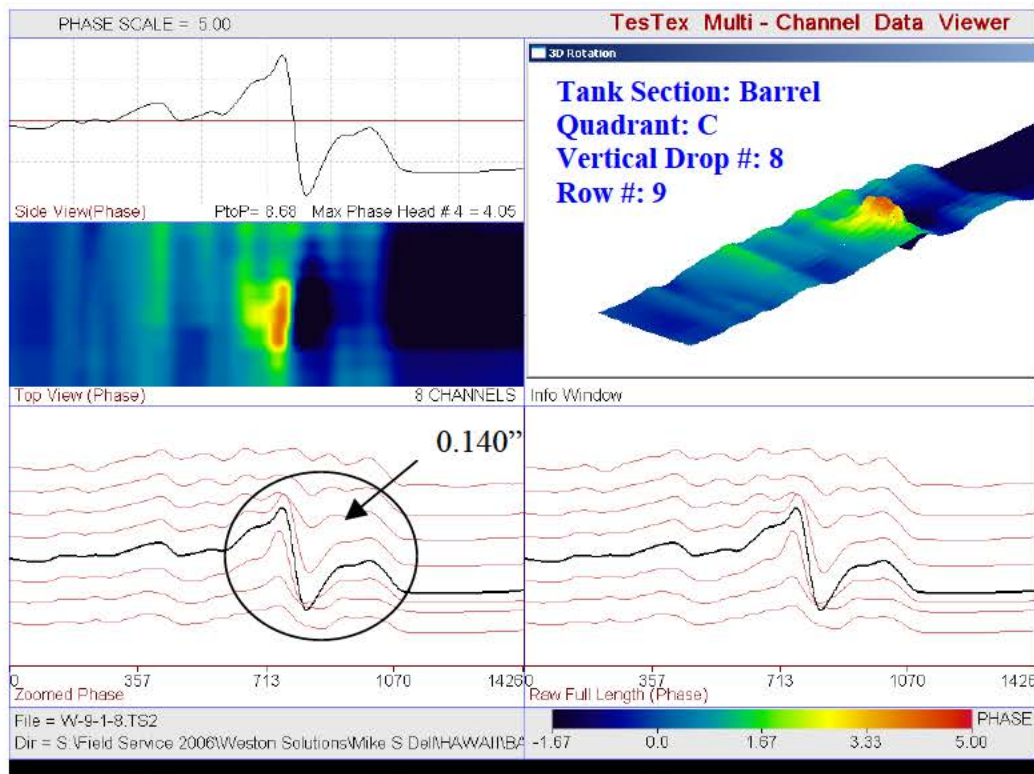 PHASE SCALE = 5.00
TesTex Multi - Channel Data Viewer
3D Rotation
Tank Section: Barrel
Quadrant: C
Vertical Drop #: 8
Row #: 9
Side View(Phase) PtoP= 8.68 Max Phase Head # 4 = 4.05
Top View (Phase) 8 CHANNELS
Info Window
0.140”
0 357 713 1070 1426
Zoomed Phase
0 357 713 1070 1426
Raw Full Length (Phase)
File = W-9-1-8.TS2
Dir = S:\Field Service 2006\Weston Solutions\Mike S Dell\HAWAII\BA
PHASE
-1.67 0.0 1.67 3.33 5.00